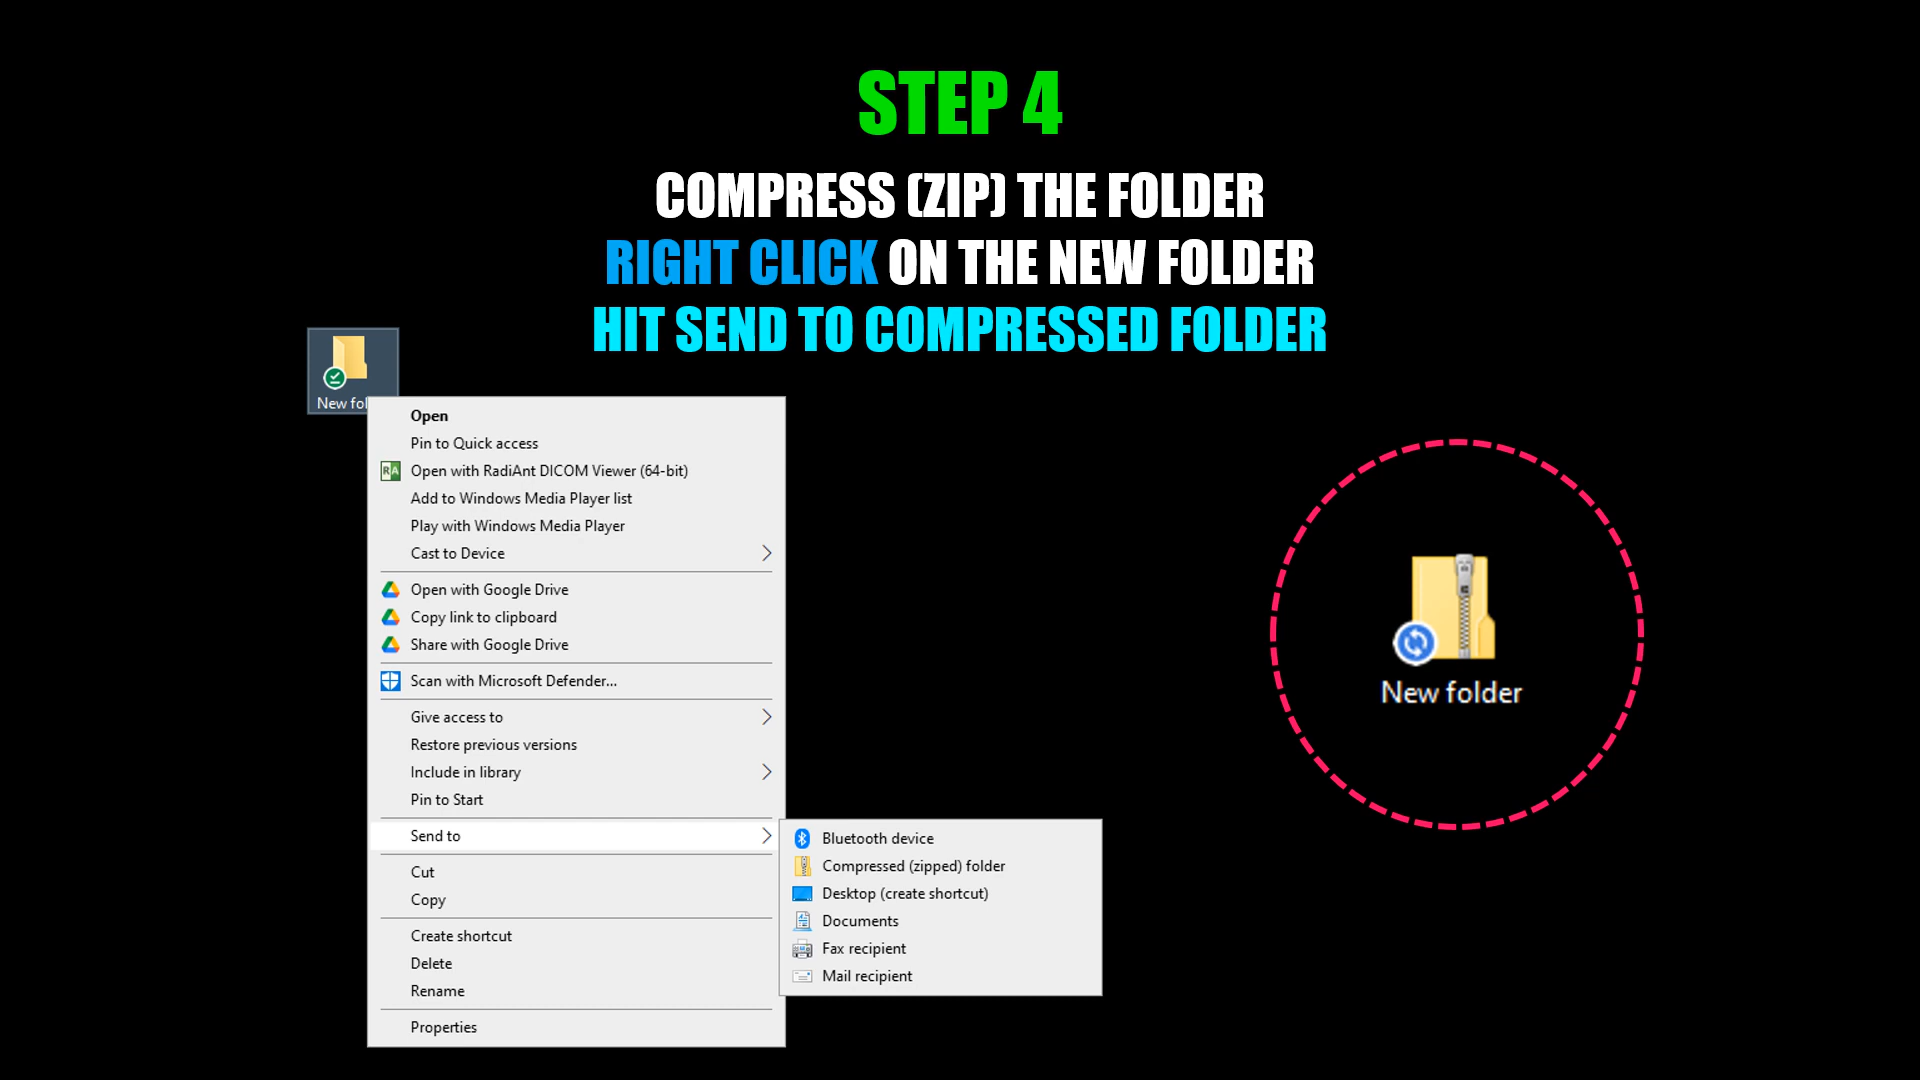 STEP 4
COMPRESS (ZIP) THE FOLDER
RIGHT CLICK ON THE NEW FOLDER
HIT SEND TO COMPRESSED FOLDER
New fol
Open
Pin to Quick access
RA Open with RadiAnt DICOM Viewer (64-bit)
Add to Windows Media Player list
Play with Windows Media Player
Cast to Device
Open with Google Drive
Copy link to clipboard
Share with Google Drive
Scan with Microsoft Defender...
Give access to
Restore previous versions
Include in library
Pin to Start
Send to
Cut
Copy
Create shortcut
Delete
Rename
Properties
Bluetooth device
Compressed (zipped) folder
Desktop (create shortcut)
Documents
Fax recipient
Mail recipient
New folder